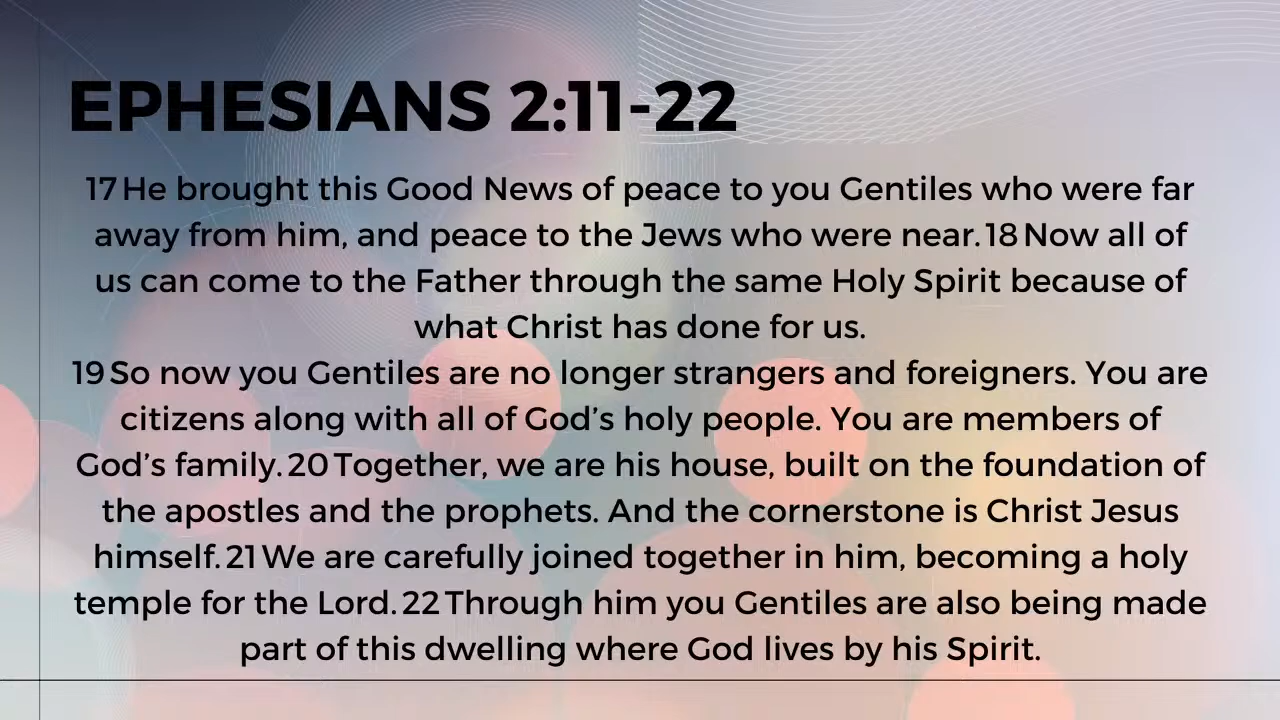 EPHESIANS 2:11-22
17 He brought this Good News of peace to you Gentiles who were far
away from him, and peace to the Jews who were near. 18 Now all of
us can come to the Father through the same Holy Spirit because of
what Christ has done for us.
19 So now you Gentiles are no longer strangers and foreigners. You are
citizens along with all of God’s holy people. You are members of
God’s family. 20 Together, we are his house, built on the foundation of
the apostles and the prophets. And the cornerstone is Christ Jesus
himself. 21 We are carefully joined together in him, becoming a holy
temple for the Lord. 22 Through him you Gentiles are also being made
part of this dwelling where God lives by his Spirit.